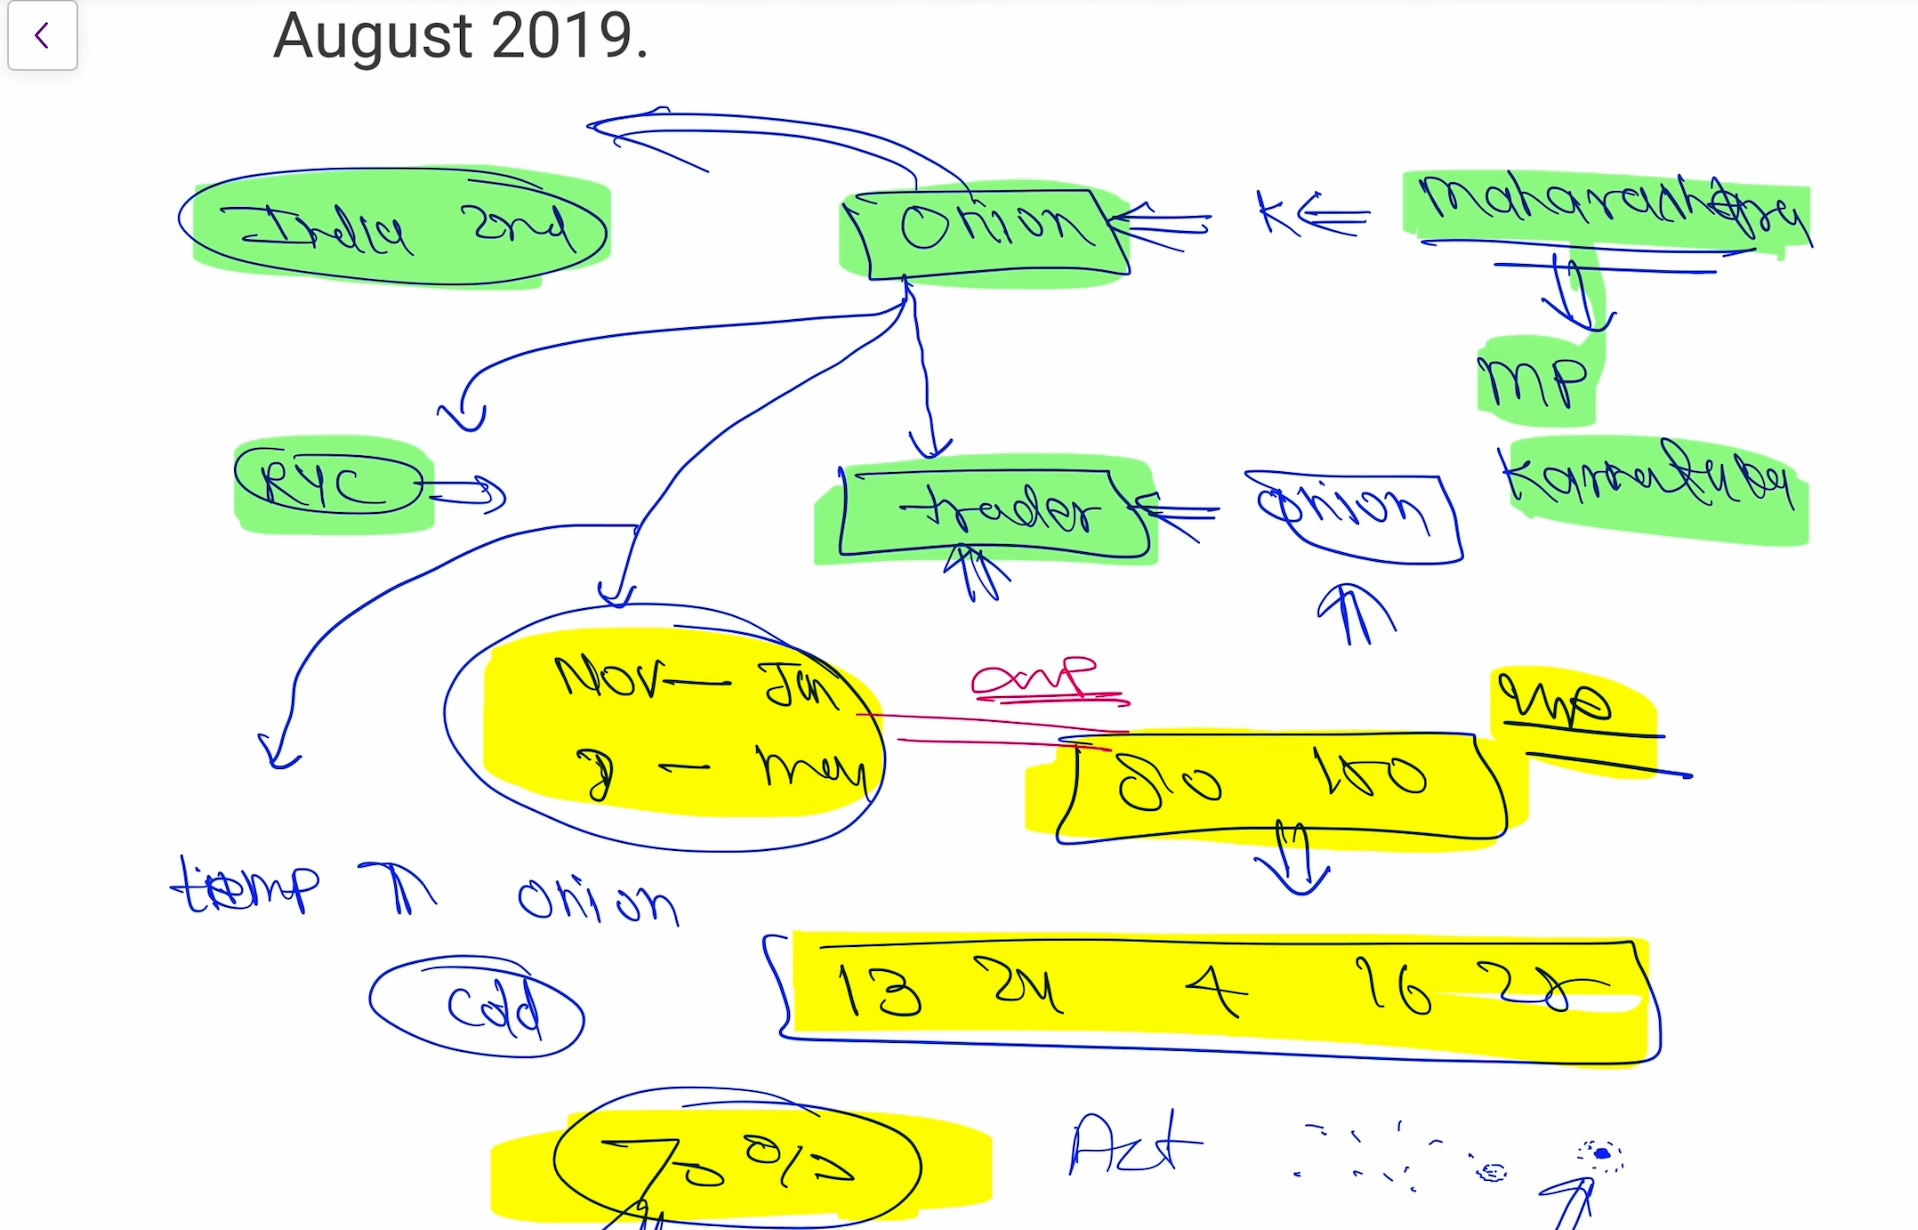 August 2019.
India 2nd
Onion
K
Maharashtra
MP
Karnataka
RYC
trader
onion
Nov — Jan
J — May
80 100
temp onion
Cold
13 24 4 16 28
70%
Act